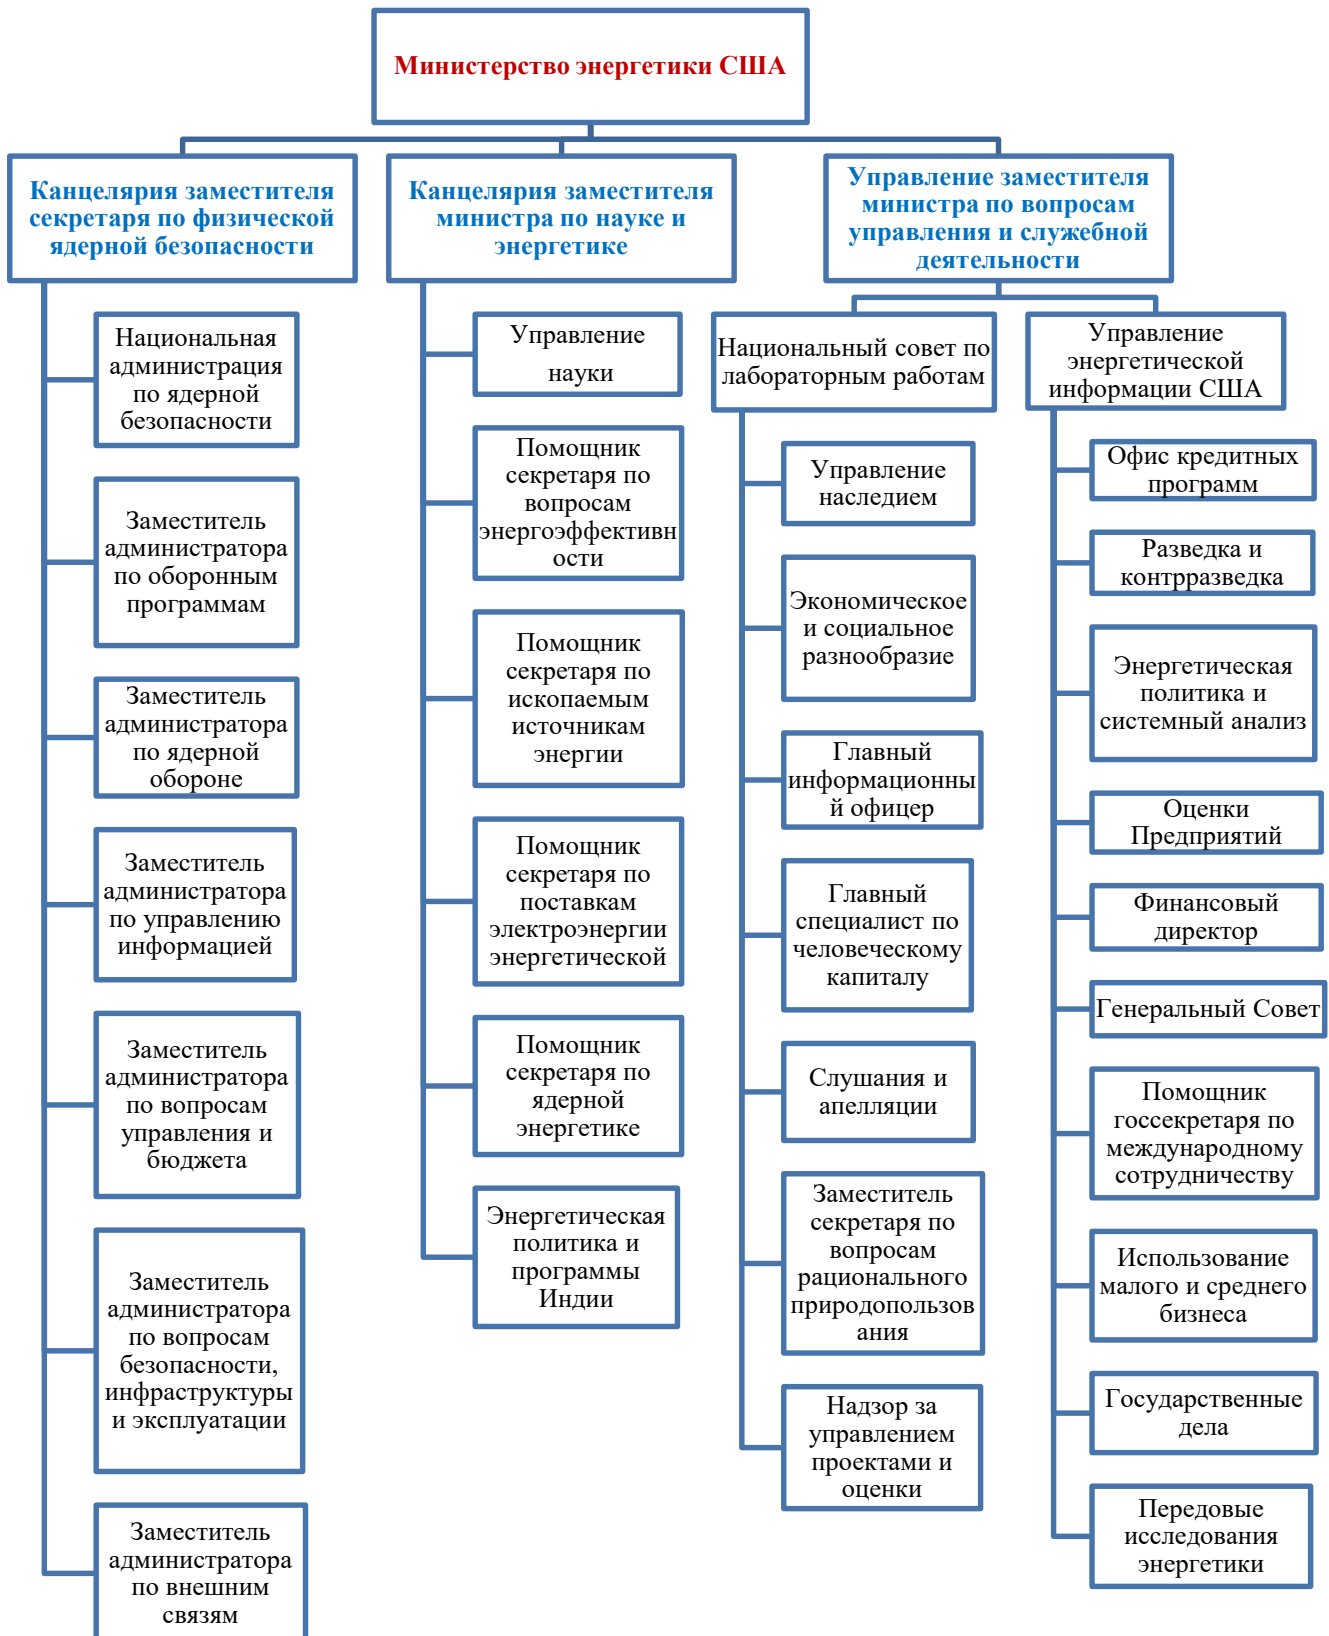 Министерство энергетики США
Канцелярия заместителя
секретаря по физической
ядерной безопасности
Национальная
администрация
по ядерной
безопасности
Заместитель
администратора
по оборонным
программам
Заместитель
администратора
по ядерной
обороне
Заместитель
администратора
по управлению
информацией
Заместитель
администратора
по вопросам
управления и
бюджета
Заместитель
администратора
по вопросам
безопасности,
инфраструктуры
и эксплуатации
Заместитель
администратора
по внешним
связям
Канцелярия заместителя
министра по науке и
энергетике
Управление
науки
Помощник
секретаря по
вопросам
энергоэффективн
ости
Помощник
секретаря по
ископаемым
источникам
энергии
Помощник
секретаря по
поставкам
электроэнергии
энергетической
Помощник
секретаря по
ядерной
энергетике
Энергетическая
политика и
программы
Индии
Управление заместителя
министра по вопросам
управления и служебной
деятельности
Национальный совет по
лабораторным работам
Управление
наследием
Экономическое
и социальное
разнообразие
Главный
информационны
й офицер
Главный
специалист по
человеческому
капиталу
Слушания и
апелляции
Заместитель
секретаря по
вопросам
рационального
природопользов
ания
Надзор за
управлением
проектами и
оценки
Управление
энергетической
информации США
Офис кредитных
программ
Разведка и
контрразведка
Энергетическая
политика и
системный анализ
Оценки
Предприятий
Финансовый
директор
Генеральный Совет
Помощник
госсекретаря по
международному
сотрудничеству
Использование
малого и среднего
бизнеса
Государственные
дела
Передовые
исследования
энергетики